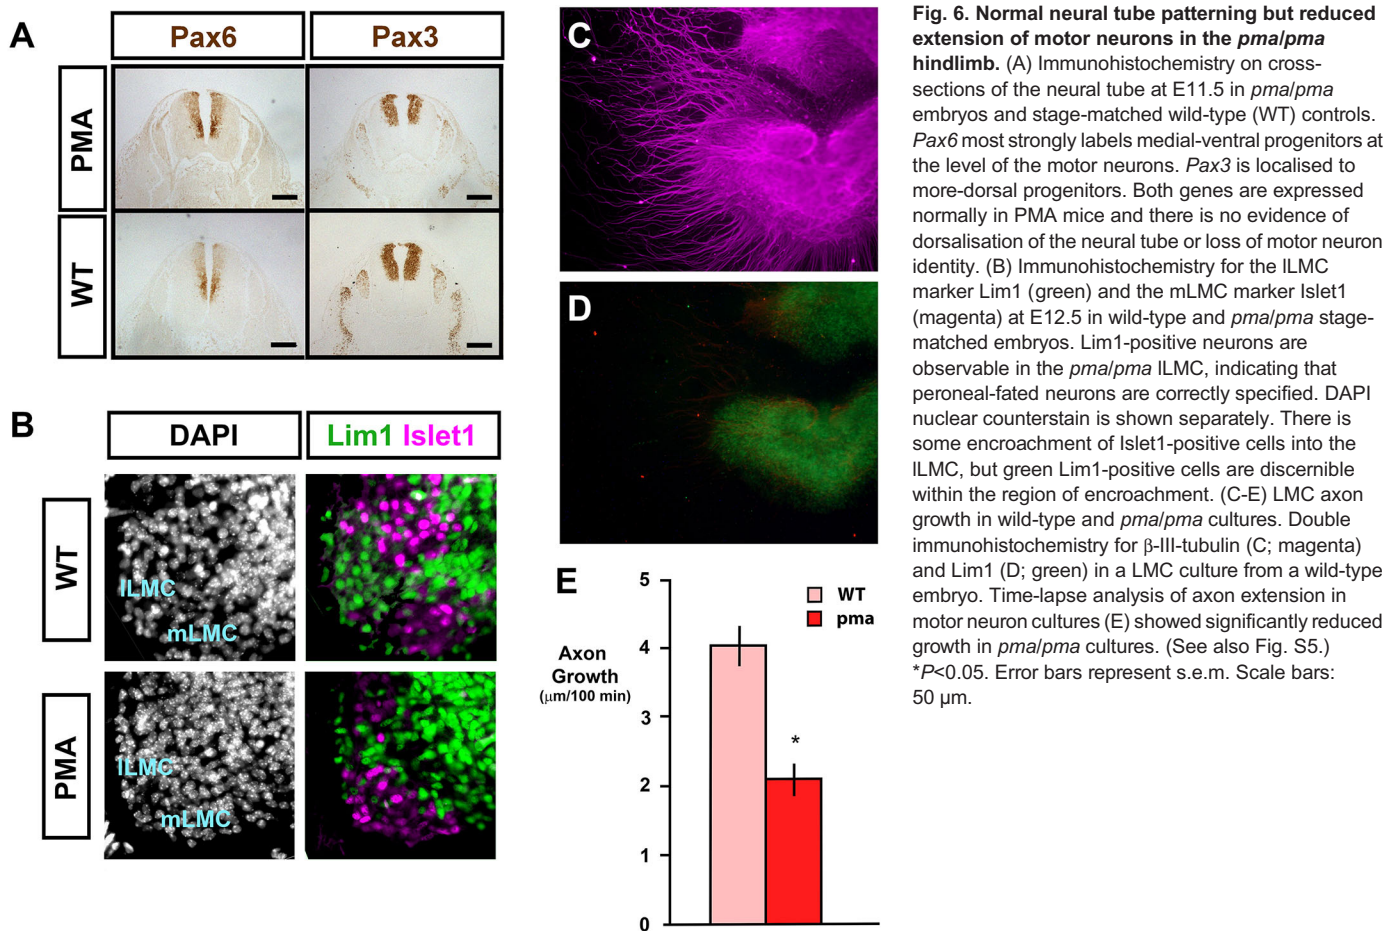 A
Pax6
Pax3
PMA
WT
B
DAPI
Lim1 Islet1
WT
lLMC
mLMC
PMA
lLMC
mLMC
C
D
E
5
4
3
2
1
0
Axon
Growth
(μm/100 min)
WT
pma
*
Fig. 6. Normal neural tube patterning but reduced
extension of motor neurons in the pma/pma
hindlimb. (A) Immunohistochemistry on cross-
sections of the neural tube at E11.5 in pma/pma
embryos and stage-matched wild-type (WT) controls.
Pax6 most strongly labels medial-ventral progenitors at
the level of the motor neurons. Pax3 is localised to
more-dorsal progenitors. Both genes are expressed
normally in PMA mice and there is no evidence of
dorsalisation of the neural tube or loss of motor neuron
identity. (B) Immunohistochemistry for the lLMC
marker Lim1 (green) and the mLMC marker Islet1
(magenta) at E12.5 in wild-type and pma/pma stage-
matched embryos. Lim1-positive neurons are
observable in the pma/pma lLMC, indicating that
peroneal-fated neurons are correctly specified. DAPI
nuclear counterstain is shown separately. There is
some encroachment of Islet1-positive cells into the
lLMC, but green Lim1-positive cells are discernible
within the region of encroachment. (C-E) LMC axon
growth in wild-type and pma/pma cultures. Double
immunohistochemistry for β-III-tubulin (C; magenta)
and Lim1 (D; green) in a LMC culture from a wild-type
embryo. Time-lapse analysis of axon extension in
motor neuron cultures (E) showed significantly reduced
growth in pma/pma cultures. (See also Fig. S5.)
*P<0.05. Error bars represent s.e.m. Scale bars:
50 μm.